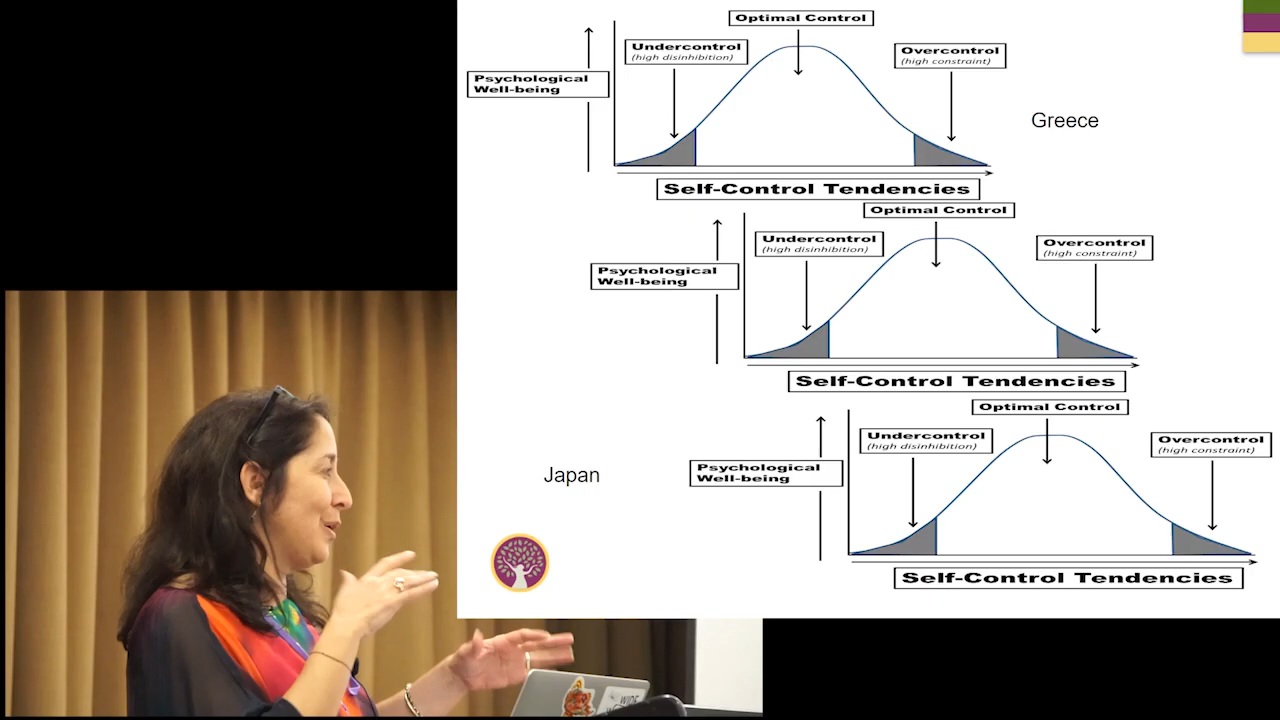 Optimal Control
Undercontrol
(high disinhibition)
Overcontrol
(high constraint)
Psychological
Well-being
Greece
Self-Control Tendencies
Optimal Control
Undercontrol
(high disinhibition)
Overcontrol
(high constraint)
Psychological
Well-being
Self-Control Tendencies
Optimal Control
Undercontrol
(high disinhibition)
Overcontrol
(high constraint)
Psychological
Well-being
Japan
Self-Control Tendencies
WIDE